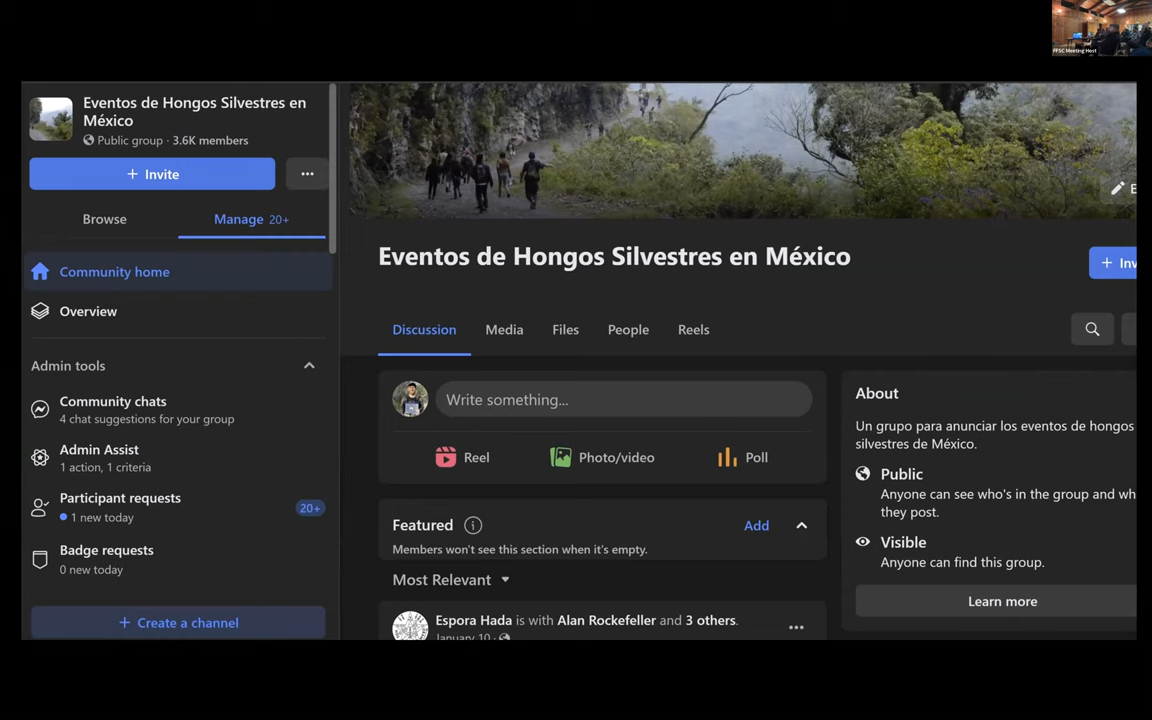 FFSC Meeting Host
Eventos de Hongos Silvestres en
México
Public group · 3.6K members
+ Invite
...
Browse
Manage 20+
Community home
Overview
Admin tools
Community chats
4 chat suggestions for your group
Admin Assist
1 action, 1 criteria
Participant requests
1 new today
20+
Badge requests
0 new today
+ Create a channel
E
Eventos de Hongos Silvestres en México
+ Inv
Discussion
Media
Files
People
Reels
Write something...
Reel
Photo/video
Poll
Featured
Add
Members won't see this section when it's empty.
Most Relevant
Espora Hada is with Alan Rockefeller and 3 others.
January 10 ·
...
About
Un grupo para anunciar los eventos de hongos
silvestres de México.
Public
Anyone can see who's in the group and wh
they post.
Visible
Anyone can find this group.
Learn more